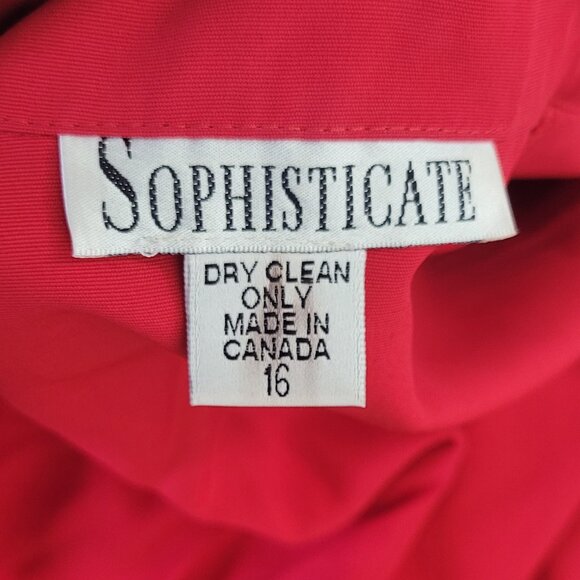 SOPHISTICATE
DRY CLEAN
ONLY
MADE IN
CANADA
16